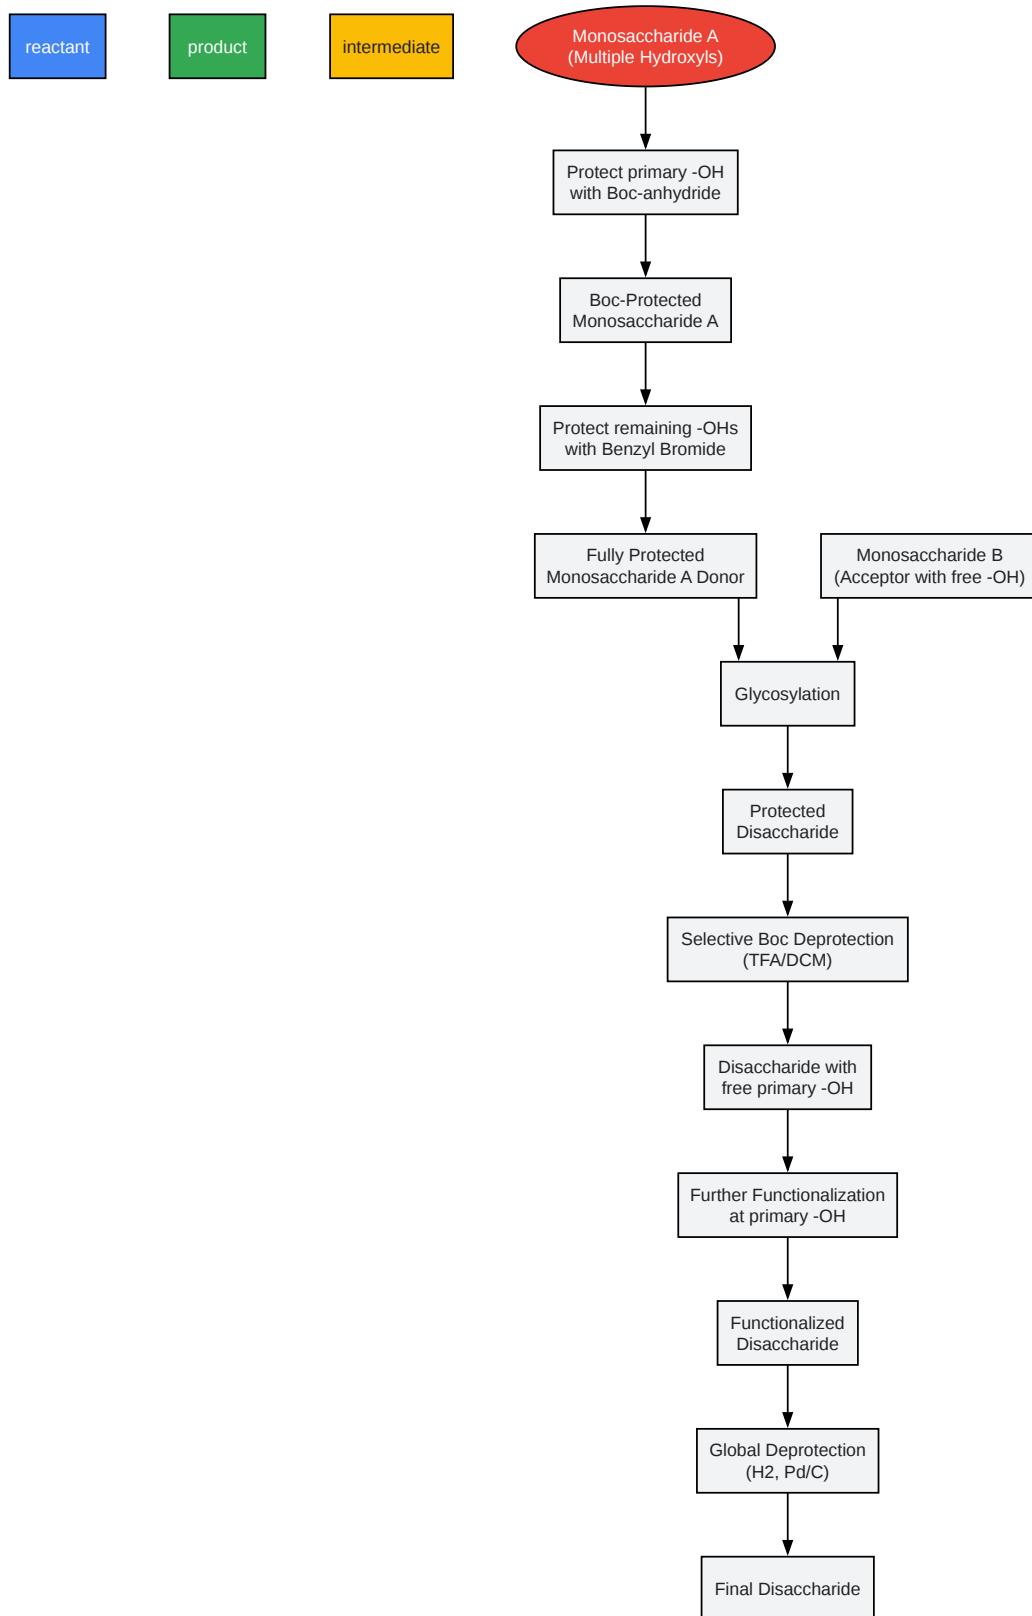 reactant
product
intermediate
Monosaccharide A
(Multiple Hydroxyls)
Protect primary -OH
with Boc-anhydride
Boc-Protected
Monosaccharide A
Protect remaining -OHs
with Benzyl Bromide
Fully Protected
Monosaccharide A Donor
Monosaccharide B
(Acceptor with free -OH)
Glycosylation
Protected
Disaccharide
Selective Boc Deprotection
(TFA/DCM)
Disaccharide with
free primary -OH
Further Functionalization
at primary -OH
Functionalized
Disaccharide
Global Deprotection
(H2, Pd/C)
Final Disaccharide